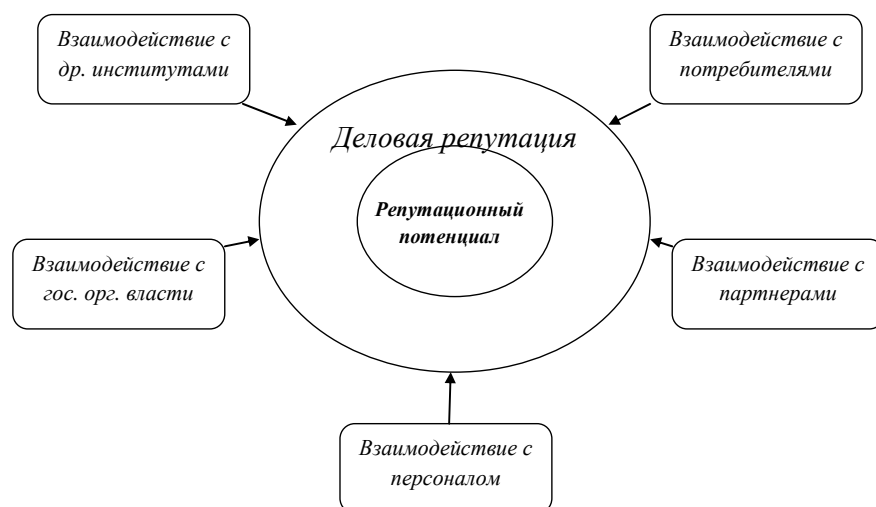 Взаимодействие с
др. институтами
Взаимодействие с
потребителями
Деловая репутация
Репутационный
потенциал
Взаимодействие с
гос. орг. власти
Взаимодействие с
партнерами
Взаимодействие с
персоналом